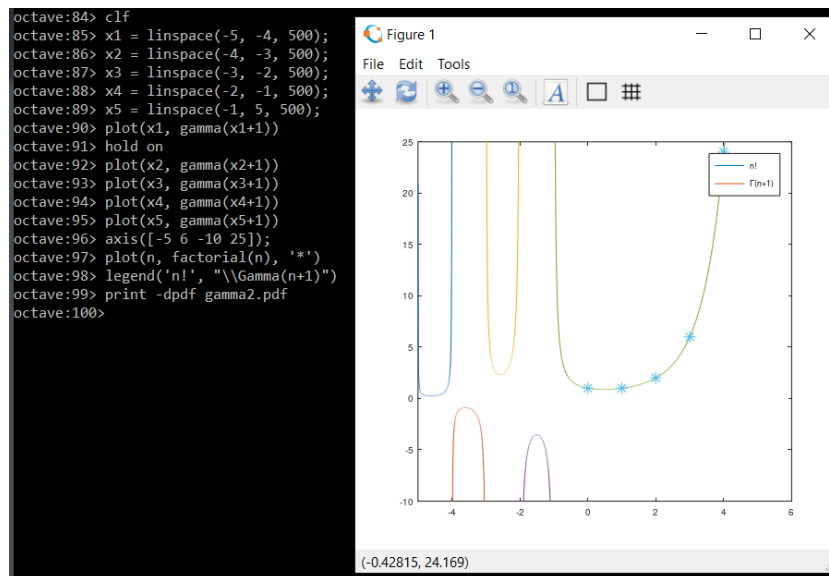 octave:84> clf
octave:85> x1 = linspace(-5, -4, 500);
octave:86> x2 = linspace(-4, -3, 500);
octave:87> x3 = linspace(-3, -2, 500);
octave:88> x4 = linspace(-2, -1, 500);
octave:89> x5 = linspace(-1, 5, 500);
octave:90> plot(x1, gamma(x1+1))
octave:91> hold on
octave:92> plot(x2, gamma(x2+1))
octave:93> plot(x3, gamma(x3+1))
octave:94> plot(x4, gamma(x4+1))
octave:95> plot(x5, gamma(x5+1))
octave:96> axis([-5 6 -10 25]);
octave:97> plot(n, factorial(n), '*')
octave:98> legend('n!', "\\Gamma(n+1)")
octave:99> print -dpdf gamma2.pdf
octave:100>
Figure 1
File Edit Tools
A
25
20
15
10
5
0
-5
-10
-4 -2 0 2 4 6
n!
Γ(n+1)
(-0.42815, 24.169)